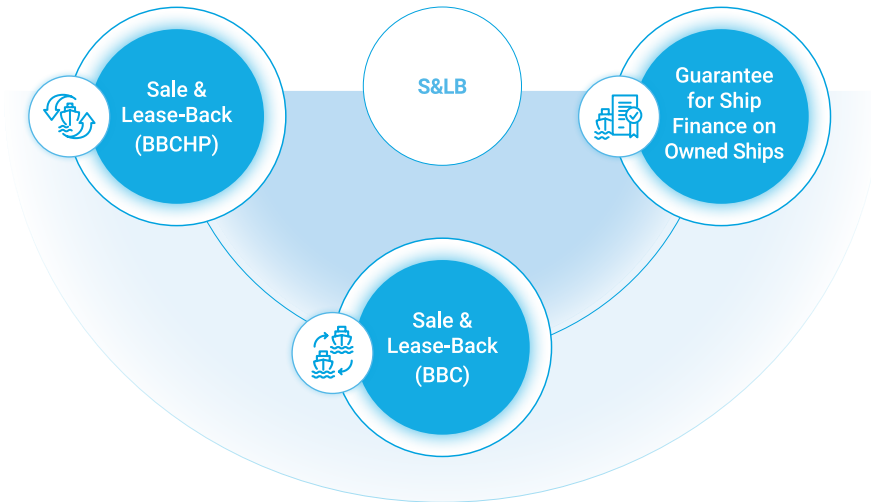 Sale &
Lease-Back
(BBCHP)
S&LB
Guarantee
for Ship
Finance on
Owned Ships
Sale &
Lease-Back
(BBC)